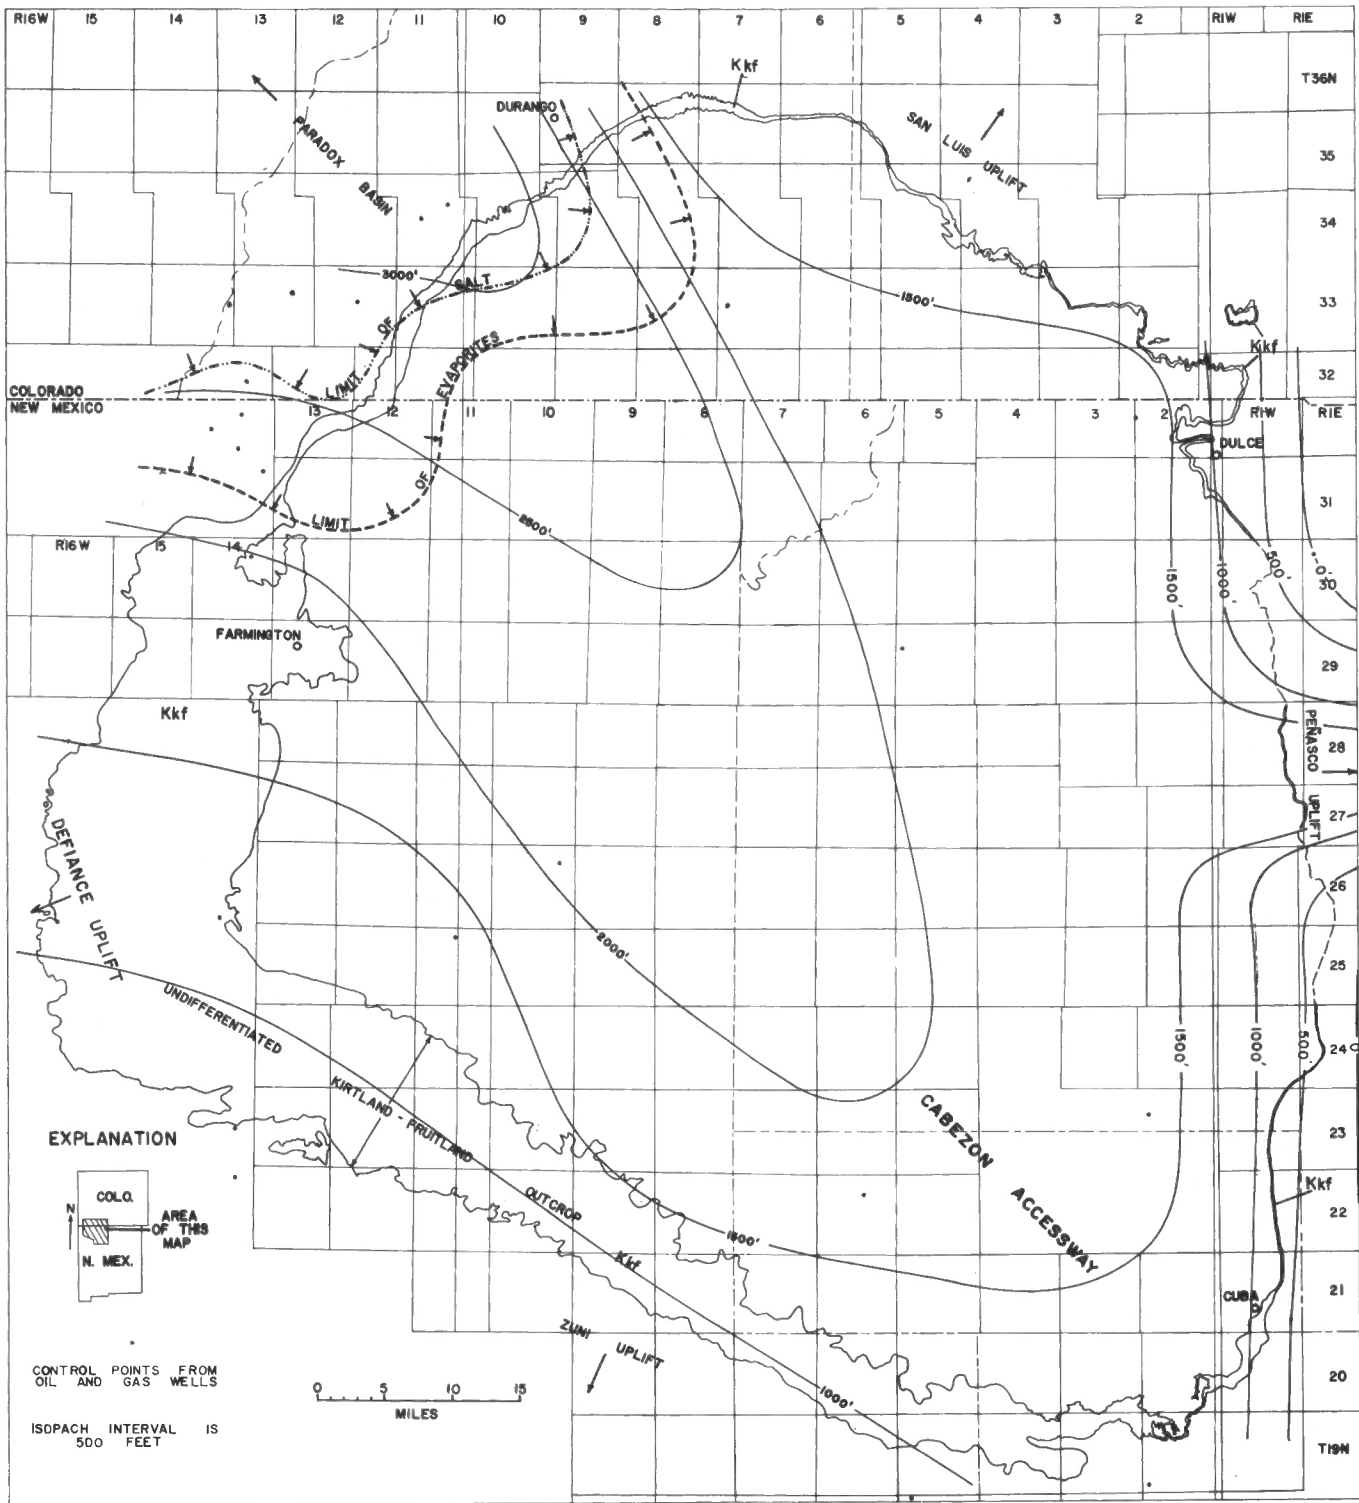 R16W 15 14 13 12 11 10 9 8 7 6 5 4 3 2 R1W R1E
Kkf
T36N
DURANGO
PARADOX BASIN
SAN LUIS UPLIFT
35
34
3000'
LIMIT OF SALT
1500'
33
LIMIT OF EVAPORITES
Kkf
32
COLORADO
NEW MEXICO
13 12 11 10 9 8 7 6 5 4 3 2 R1W R1E
DULCE
31
2500'
R16W 15 14
1500' 1000' 500' 0'
30
FARMINGTON
29
Kkf
PEÑASCO UPLIFT
28
27
DEFIANCE UPLIFT
26
2000'
25
UNDIFFERENTIATED KIRTLAND - FRUITLAND OUTCROP
Kkf
1500' 1000' 500'
24
CABEZON ACCESSWAY
23
EXPLANATION
Kkf
22
N
COLO.
AREA
OF THIS
MAP
N. MEX.
1500'
21
CUBA
ZUNI UPLIFT
CONTROL POINTS FROM
OIL AND GAS WELLS
0 5 10 15
MILES
1000'
20
ISOPACH INTERVAL IS
500 FEET
T19N